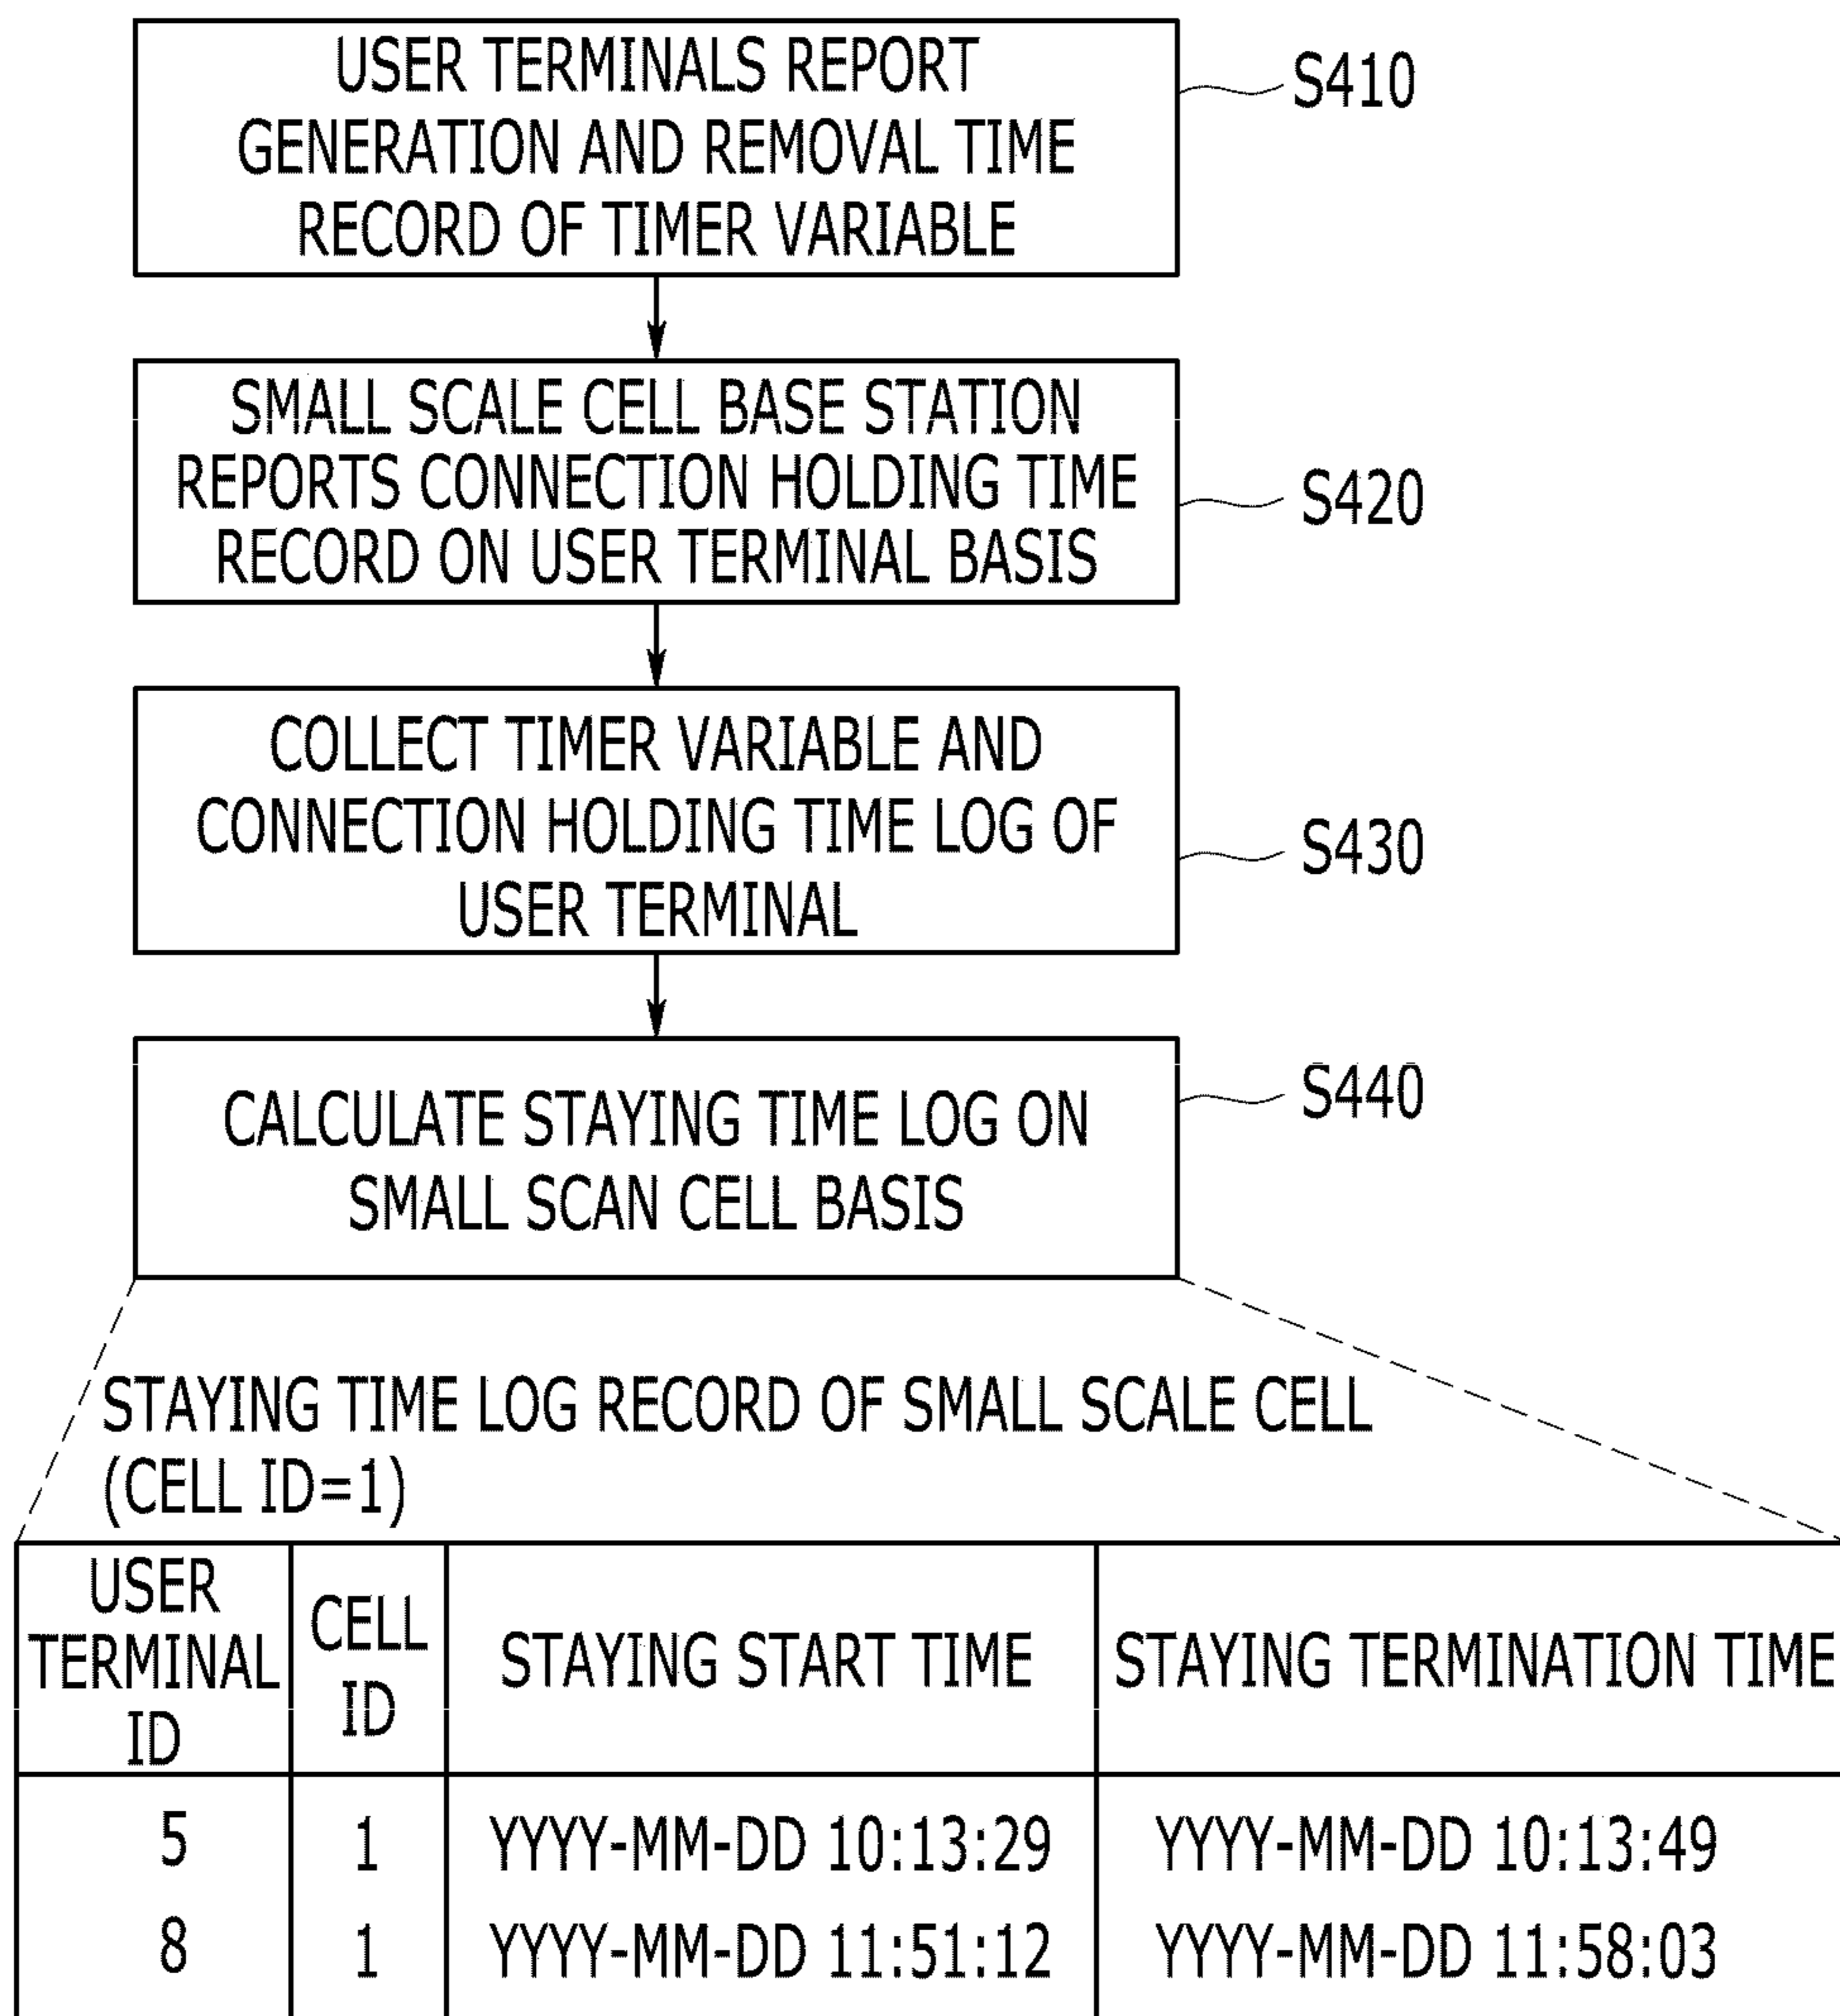 USER TERMINALS REPORT
GENERATION AND REMOVAL TIME
RECORD OF TIMER VARIABLE
S410
SMALL SCALE CELL BASE STATION
REPORTS CONNECTION HOLDING TIME
RECORD ON USER TERMINAL BASIS
S420
COLLECT TIMER VARIABLE AND
CONNECTION HOLDING TIME LOG OF
USER TERMINAL
S430
CALCULATE STAYING TIME LOG ON
SMALL SCAN CELL BASIS
S440
STAYING TIME LOG RECORD OF SMALL SCALE CELL
(CELL ID=1)
USER
TERMINAL
ID
CELL
ID
STAYING START TIME
STAYING TERMINATION TIME
5 1 YYYY-MM-DD 10:13:29 YYYY-MM-DD 10:13:49
8 1 YYYY-MM-DD 11:51:12 YYYY-MM-DD 11:58:03